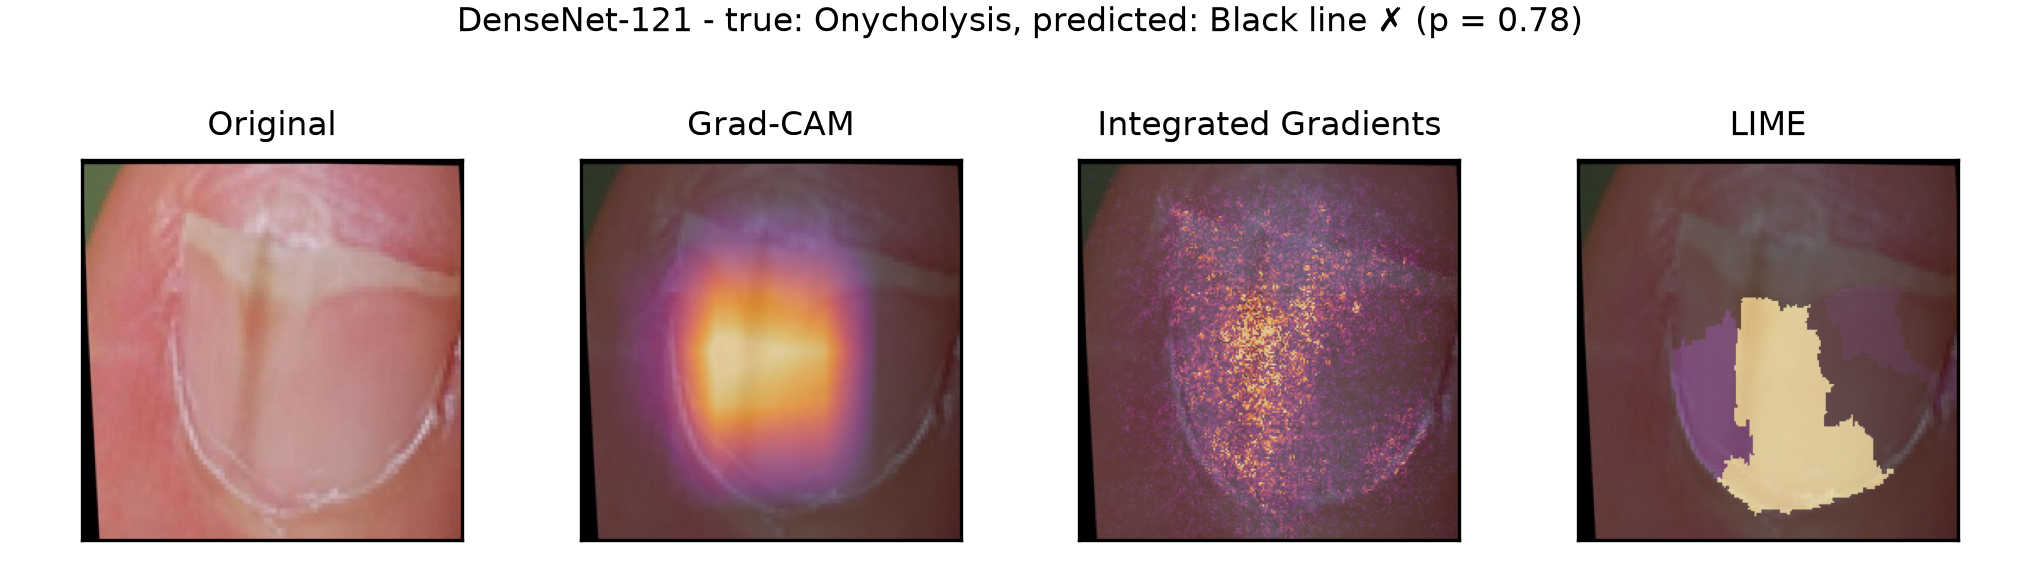 DenseNet-121 - true: Onycholysis, predicted: Black line ✗ (p = 0.78)
Original
Grad-CAM
Integrated Gradients
LIME